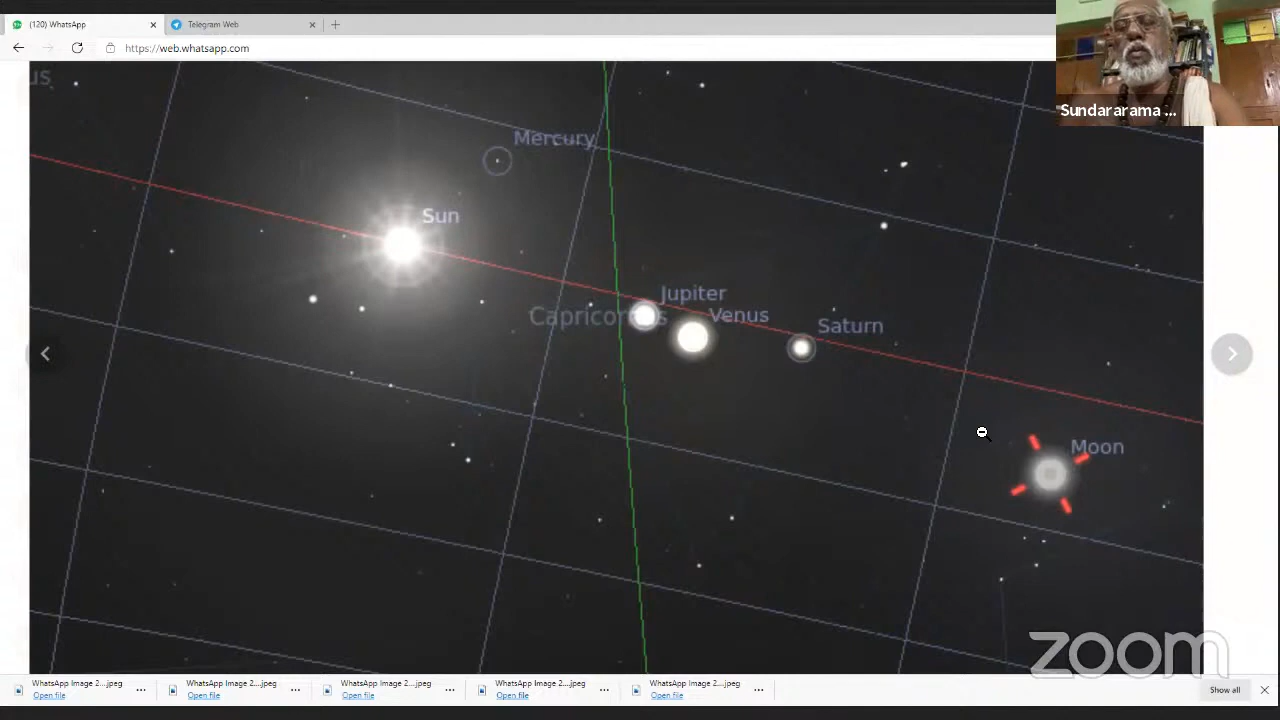 (120) WhatsApp
Telegram Web
https://web.whatsapp.com
Sundararama ...
us
Mercury
Sun
Jupiter
Venus
Saturn
Moon
zoom
WhatsApp Image 2....jpeg
Open file
WhatsApp Image 2....jpeg
Open file
WhatsApp Image 2....jpeg
Open file
WhatsApp Image 2....jpeg
Open file
WhatsApp Image 2....jpeg
Open file
Show all